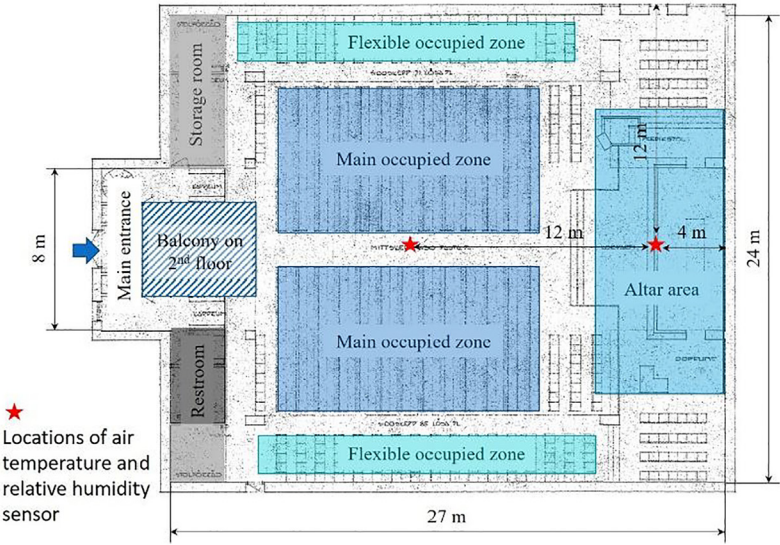 Flexible occupied zone
Storage room
Main occupied zone
12 m
12 m
4 m
8 m
Main entrance
Balcony on
2nd floor
24 m
Altar area
Main occupied zone
Restroom
Flexible occupied zone
Locations of air
temperature and
relative humidity
sensor
27 m